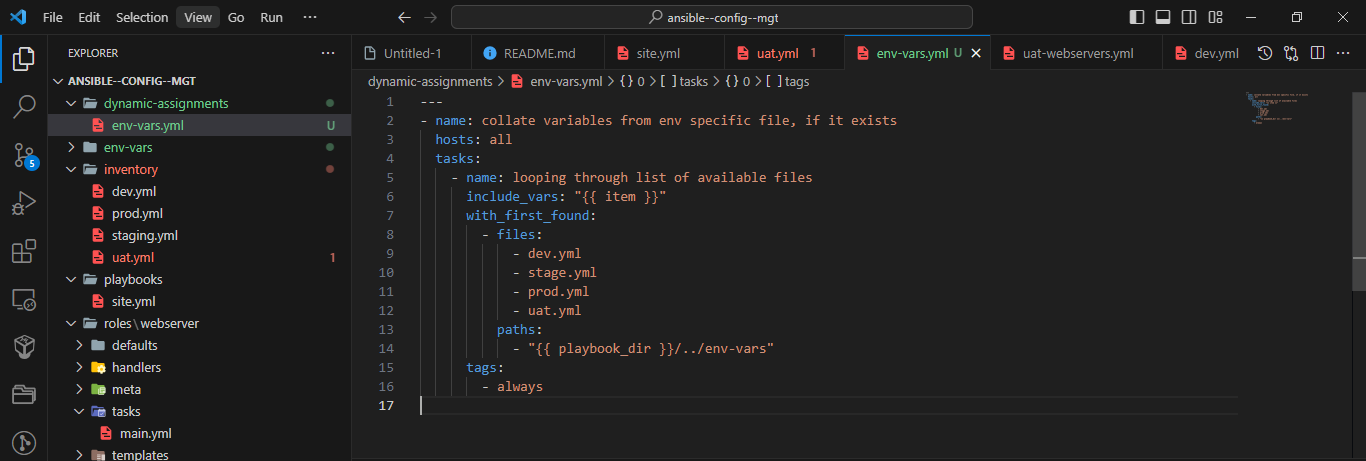 File Edit Selection View Go Run ··· ansible--config--mgt
EXPLORER ···
ANSIBLE--CONFIG--MGT
dynamic-assignments
env-vars.yml U
env-vars
inventory
dev.yml
prod.yml
staging.yml
uat.yml 1
playbooks
site.yml
roles\webserver
defaults
handlers
meta
tasks
main.yml
templates
5
Untitled-1 README.md site.yml uat.yml 1 env-vars.yml U uat-webservers.yml dev.yml ···
dynamic-assignments > env-vars.yml > {} 0 > [ ] tasks > {} 0 > [ ] tags
1 ---
2 - name: collate variables from env specific file, if it exists
3   hosts: all
4   tasks:
5     - name: looping through list of available files
6       include_vars: "{{ item }}"
7       with_first_found:
8         - files:
9             - dev.yml
10             - stage.yml
11             - prod.yml
12             - uat.yml
13           paths:
14             - "{{ playbook_dir }}/../env-vars"
15       tags:
16         - always
17